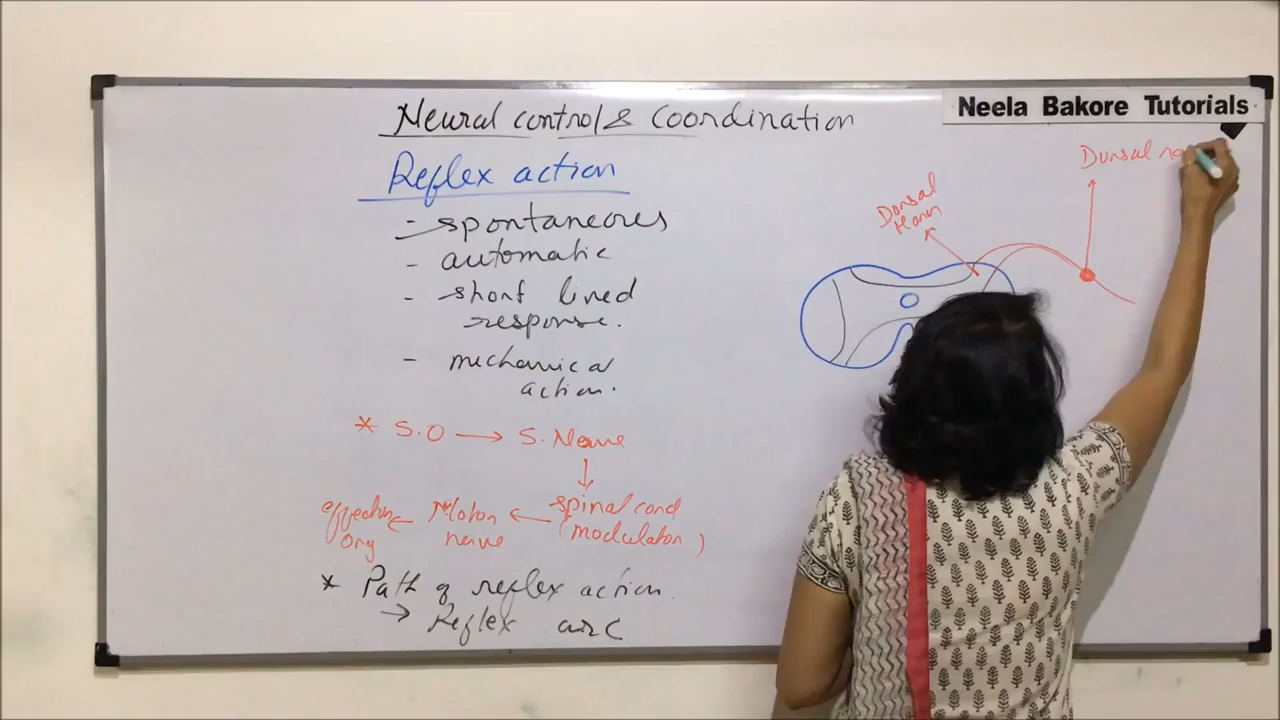 Neela Bakore Tutorials
Neural control & Coordination
Reflex action
- spontaneous
- automatic
- short lived
response.
- mechanical
action.
* S.O → S. Nerve
↓
effector ← Motor ← spinal cord
org nerve (modulator)
* Path of reflex action.
→ Reflex arc
Dorsal
Horn
Dorsal